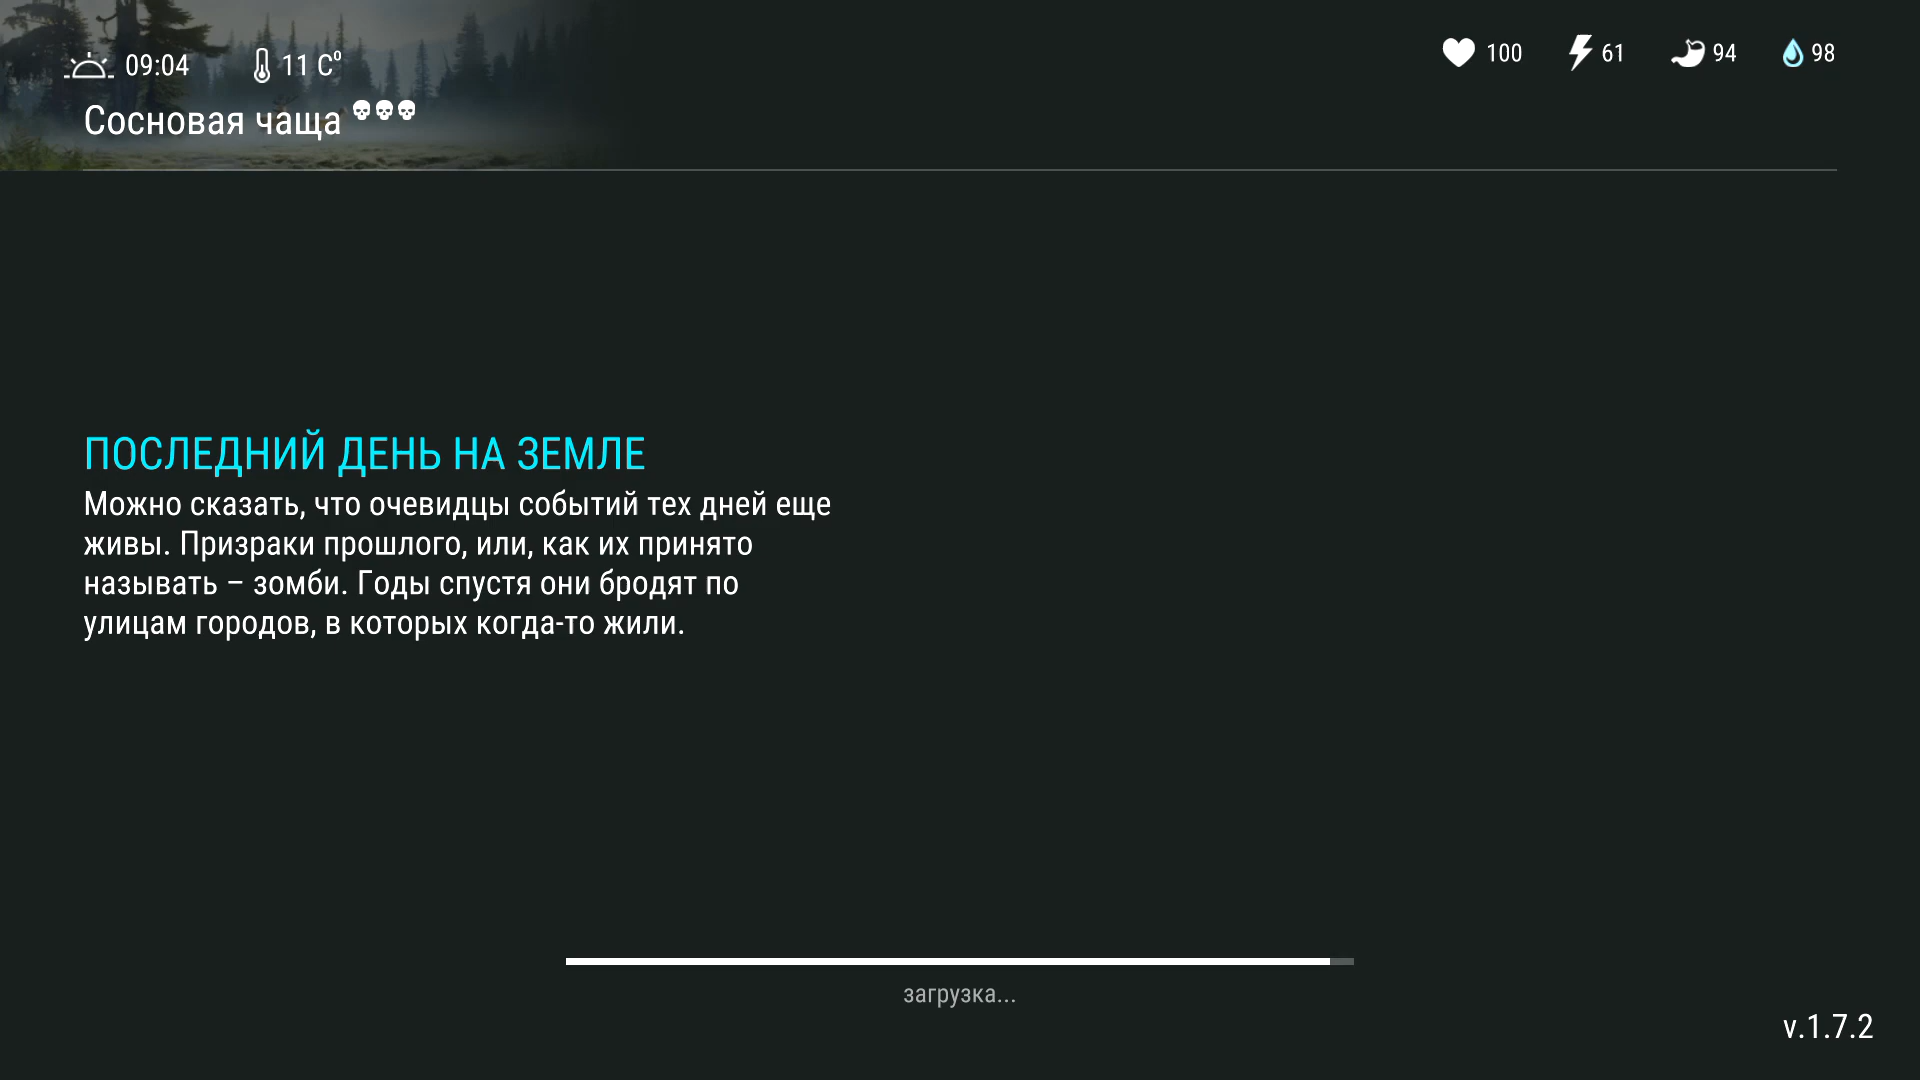 09:04 11 C⁰
100 61 94 98
Сосновая чаща
ПОСЛЕДНИЙ ДЕНЬ НА ЗЕМЛЕ
Можно сказать, что очевидцы событий тех дней еще
живы. Призраки прошлого, или, как их принято
называть – зомби. Годы спустя они бродят по
улицам городов, в которых когда-то жили.
загрузка...
v.1.7.2